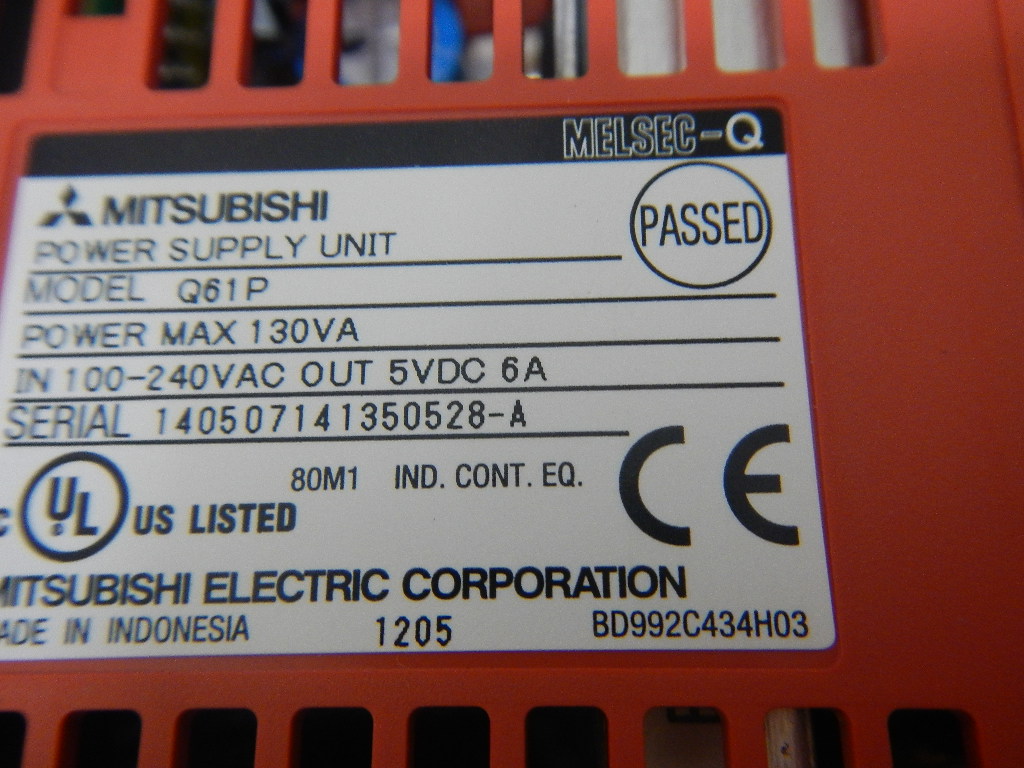 MELSEC-Q
MITSUBISHI
PASSED
POWER SUPPLY UNIT
MODEL Q61P
POWER MAX 130VA
IN 100-240VAC OUT 5VDC 6A
SERIAL 140507141350528-A
80M1 IND. CONT. EQ.
C UL US LISTED
CE
MITSUBISHI ELECTRIC CORPORATION
ADE IN INDONESIA 1205 BD992C434H03